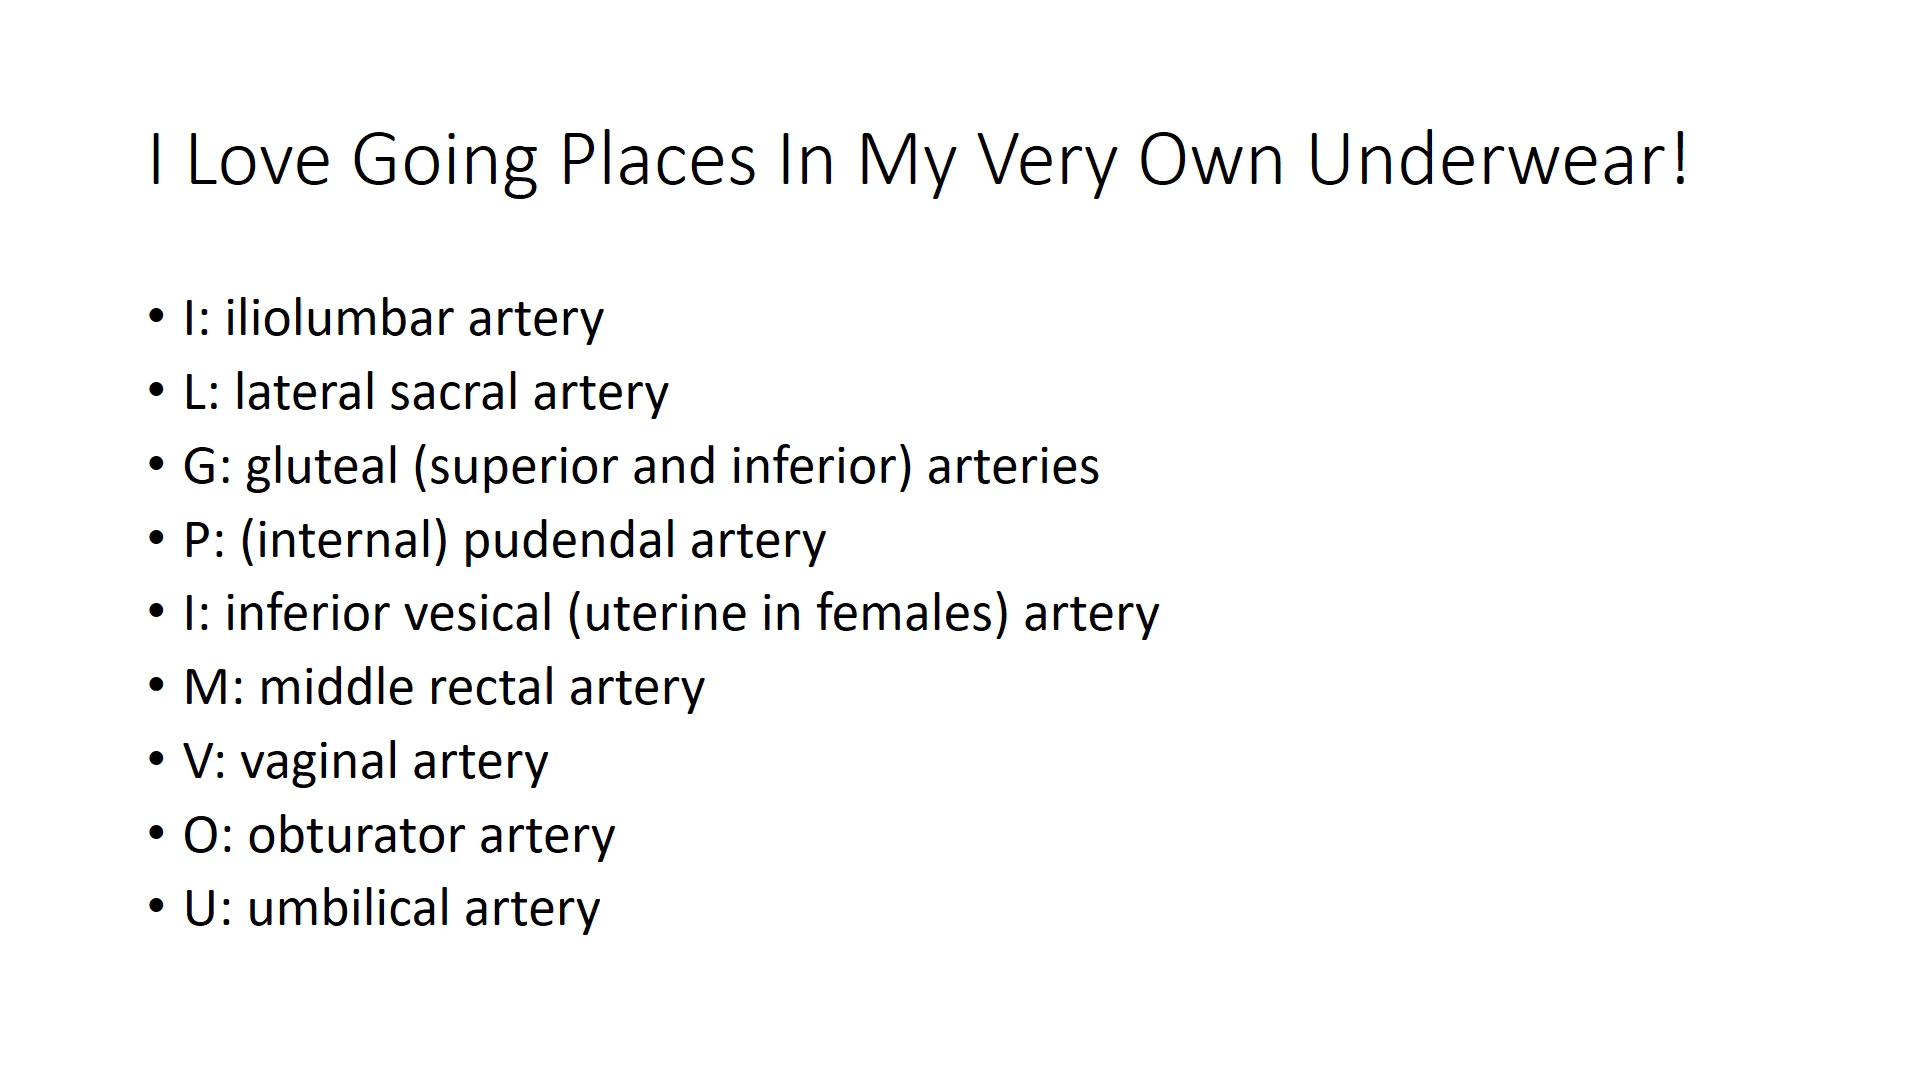 I Love Going Places In My Very Own Underwear!
• I: iliolumbar artery
• L: lateral sacral artery
• G: gluteal (superior and inferior) arteries
• P: (internal) pudendal artery
• I: inferior vesical (uterine in females) artery
• M: middle rectal artery
• V: vaginal artery
• O: obturator artery
• U: umbilical artery